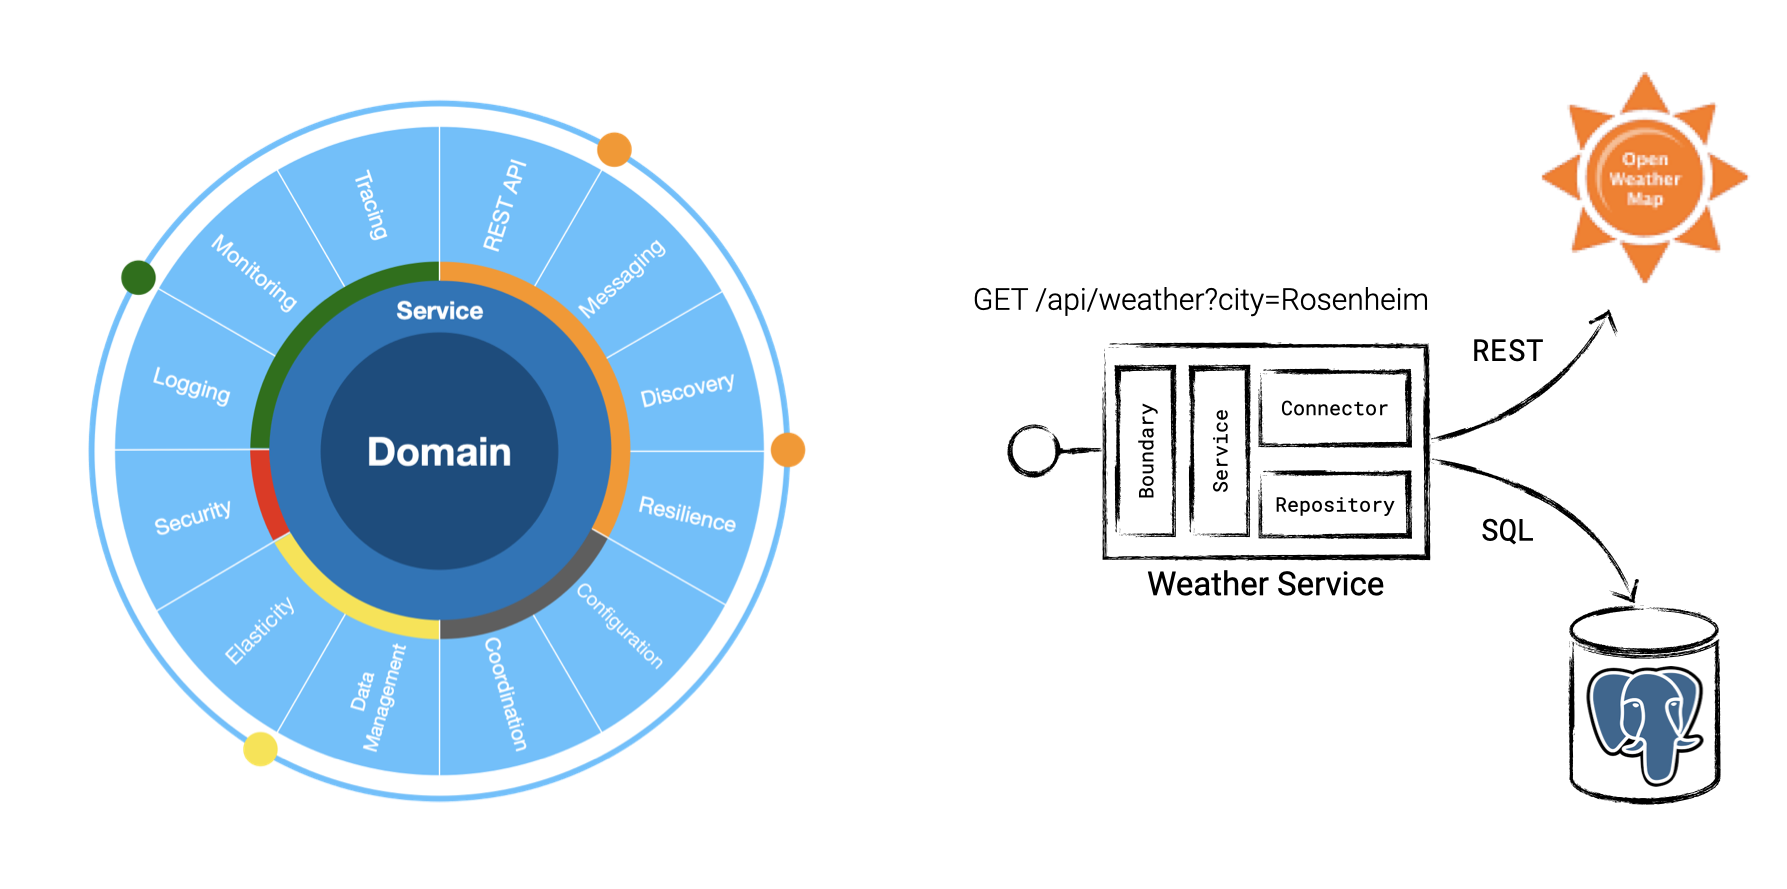 Tracing
REST API
Monitoring
Messaging
Service
Logging
Discovery
Domain
Security
Resilience
Elasticity
Configuration
Data
Management
Coordination
Open
Weather
Map
GET /api/weather?city=Rosenheim
REST
Boundary
Service
Connector
Repository
SQL
Weather Service